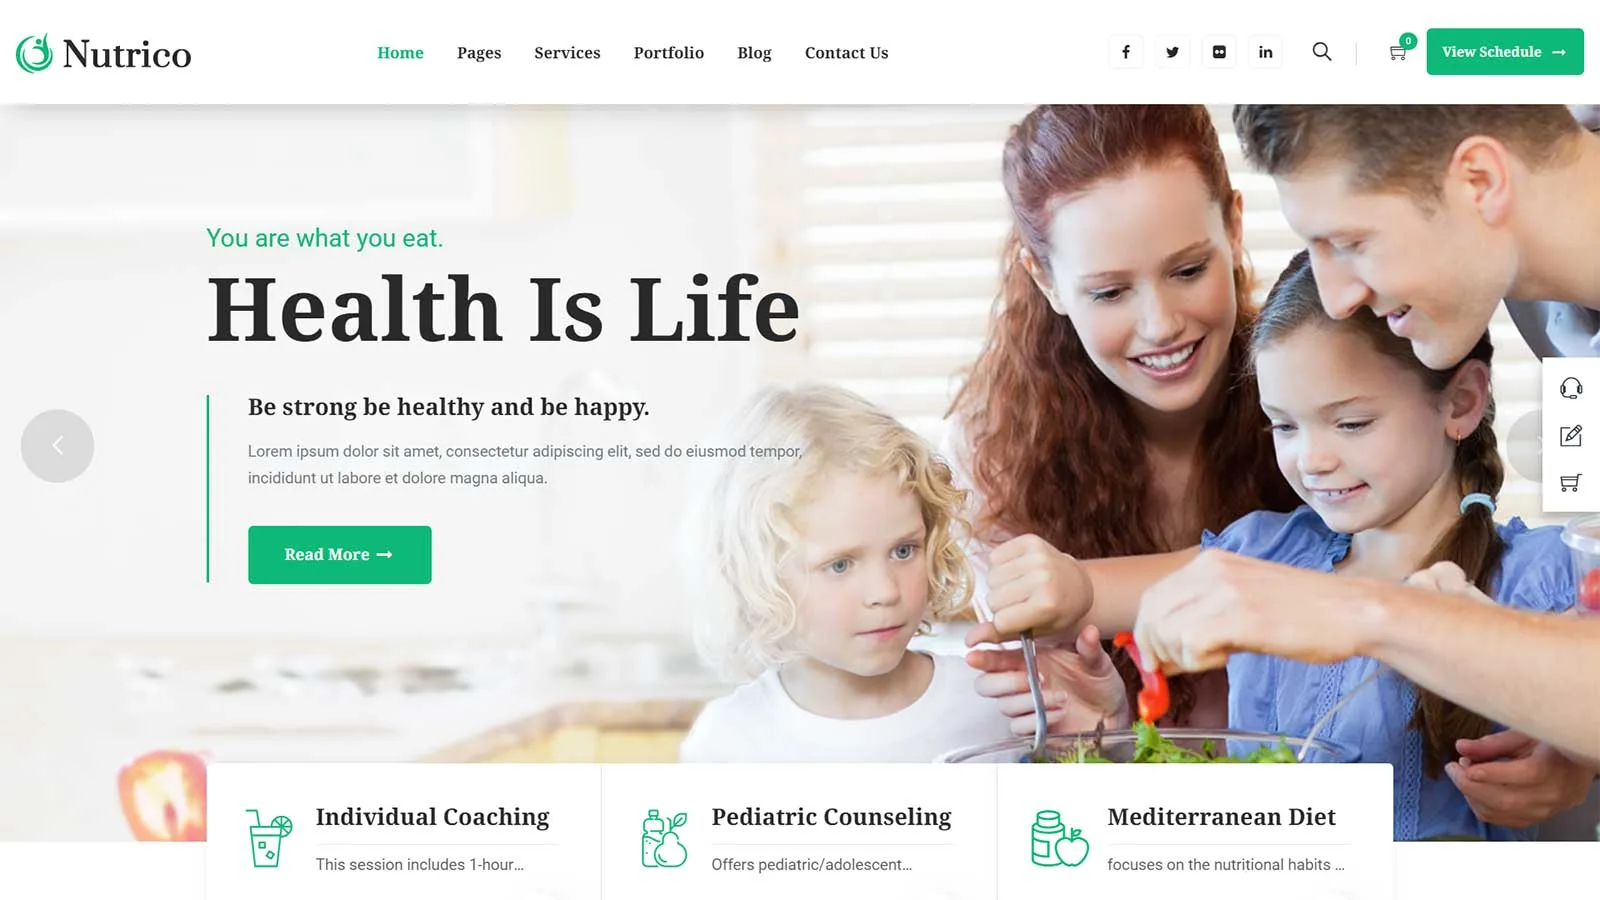 Nutrico
Home Pages Services Portfolio Blog Contact Us
0
View Schedule →
You are what you eat.
Health Is Life
Be strong be healthy and be happy.
Lorem ipsum dolor sit amet, consectetur adipiscing elit, sed do eiusmod tempor,
incididunt ut labore et dolore magna aliqua.
Read More →
Individual Coaching
This session includes 1-hour...
Pediatric Counseling
Offers pediatric/adolescent...
Mediterranean Diet
focuses on the nutritional habits ...